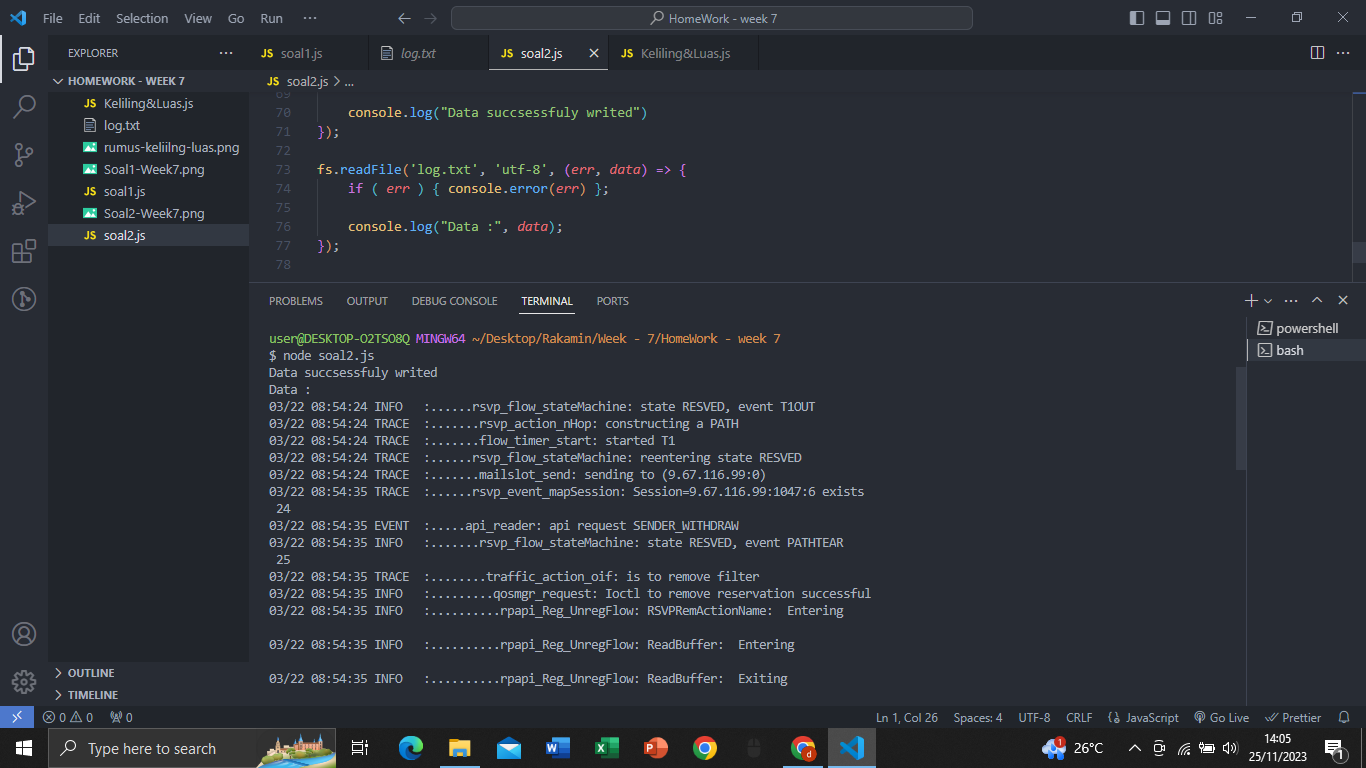 File Edit Selection View Go Run ··· HomeWork - week 7
EXPLORER ···
HOMEWORK - WEEK 7
JS Keliling&Luas.js
log.txt
rumus-keliilng-luas.png
Soal1-Week7.png
JS soal1.js
Soal2-Week7.png
JS soal2.js
OUTLINE
TIMELINE
JS soal1.js log.txt JS soal2.js JS Keliling&Luas.js ···
JS soal2.js > ...
69
70 console.log("Data succsessfuly writed")
71 });
72
73 fs.readFile('log.txt', 'utf-8', (err, data) => {
74 if ( err ) { console.error(err) };
75
76 console.log("Data :", data);
77 });
78
PROBLEMS OUTPUT DEBUG CONSOLE TERMINAL PORTS ···
powershell
bash
user@DESKTOP-O2TSO8Q MINGW64 ~/Desktop/Rakamin/Week - 7/HomeWork - week 7
$ node soal2.js
Data succsessfuly writed
Data :
03/22 08:54:24 INFO :......rsvp_flow_stateMachine: state RESVED, event T1OUT
03/22 08:54:24 TRACE :.......rsvp_action_nHop: constructing a PATH
03/22 08:54:24 TRACE :.......flow_timer_start: started T1
03/22 08:54:24 TRACE :......rsvp_flow_stateMachine: reentering state RESVED
03/22 08:54:24 TRACE :.......mailslot_send: sending to (9.67.116.99:0)
03/22 08:54:35 TRACE :......rsvp_event_mapSession: Session=9.67.116.99:1047:6 exists
24
03/22 08:54:35 EVENT :.....api_reader: api request SENDER_WITHDRAW
03/22 08:54:35 INFO :.......rsvp_flow_stateMachine: state RESVED, event PATHTEAR
25
03/22 08:54:35 TRACE :........traffic_action_oif: is to remove filter
03/22 08:54:35 INFO :.........qosmgr_request: Ioctl to remove reservation successful
03/22 08:54:35 INFO :..........rpapi_Reg_UnregFlow: RSVPRemActionName: Entering
03/22 08:54:35 INFO :..........rpapi_Reg_UnregFlow: ReadBuffer: Entering
03/22 08:54:35 INFO :..........rpapi_Reg_UnregFlow: ReadBuffer: Exiting
0 0 0 Ln 1, Col 26 Spaces: 4 UTF-8 CRLF {} JavaScript Go Live Prettier
Type here to search 1 26°C 14:05
25/11/2023 1